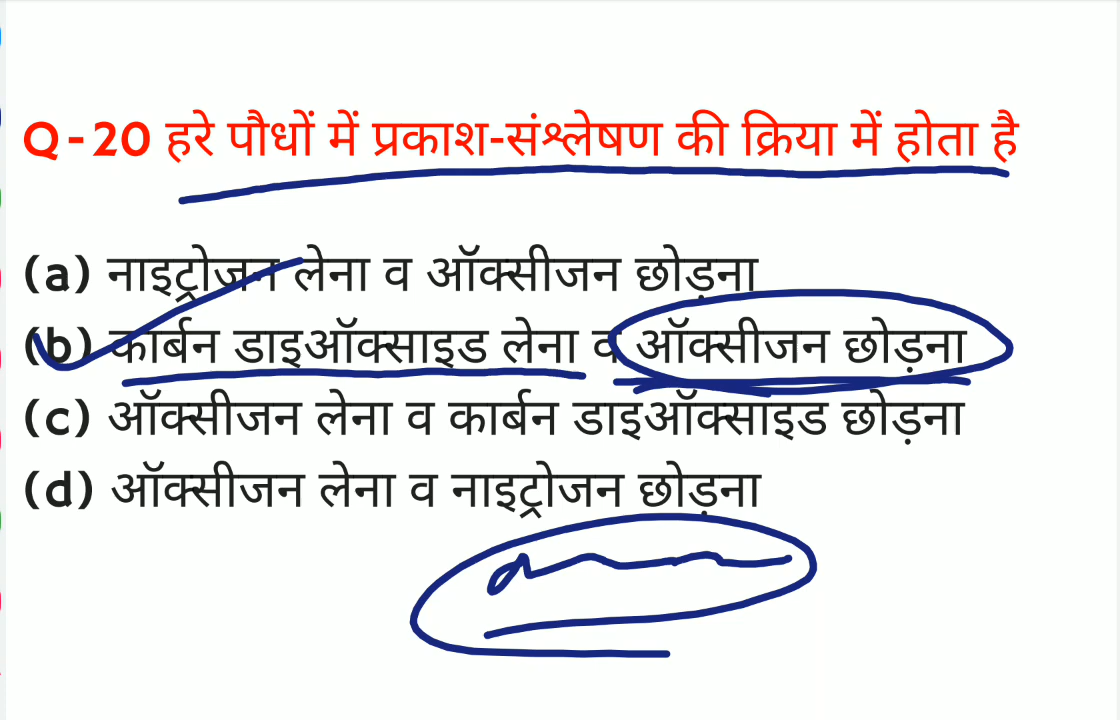 Q-20 हरे पौधों में प्रकाश-संश्लेषण की क्रिया में होता है
(a) नाइट्रोजन लेना व ऑक्सीजन छोड़ना
(b) कार्बन डाइऑक्साइड लेना व ऑक्सीजन छोड़ना
(c) ऑक्सीजन लेना व कार्बन डाइऑक्साइड छोड़ना
(d) ऑक्सीजन लेना व नाइट्रोजन छोड़ना